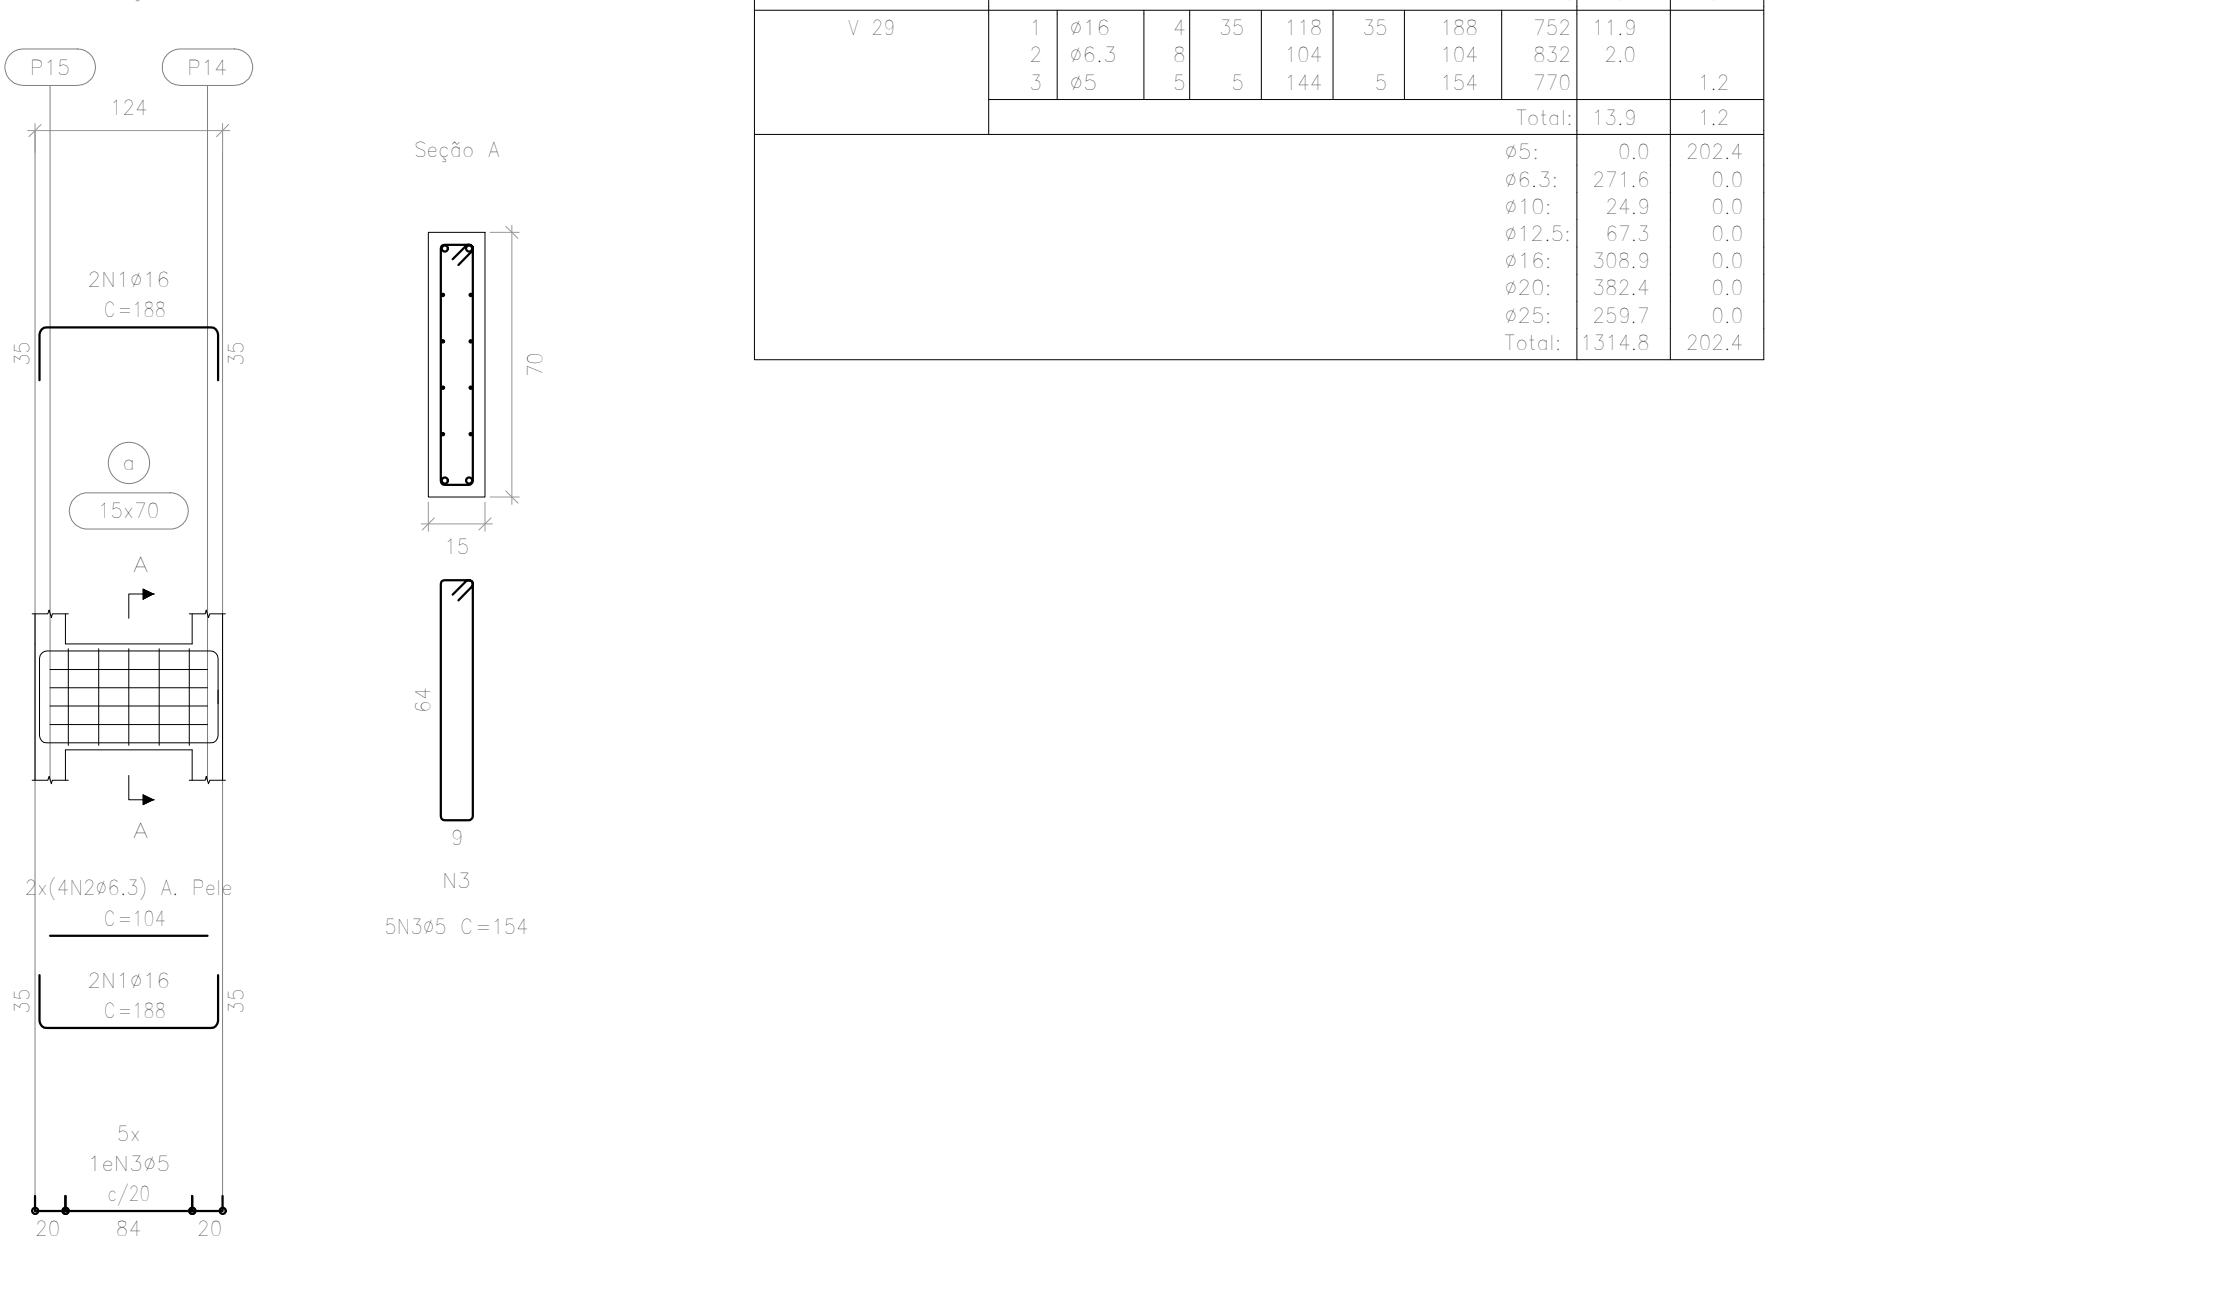 P15 P14
124
2N1ø16
C=188
35 35
a
15x70
A
A
2x(4N2ø6.3) A. Pele
C=104
2N1ø16
C=188
35 35
5x
1eN3ø5
c/20
20 84 20
Seção A
70
15
64
9
N3
5N3ø5 C=154
V 29 1 ø16 4 35 118 35 188 752 11.9
2 ø6.3 8 104 104 832 2.0
3 ø5 5 5 144 5 154 770 1.2
Total: 13.9 1.2
ø5: 0.0 202.4
ø6.3: 271.6 0.0
ø10: 24.9 0.0
ø12.5: 67.3 0.0
ø16: 308.9 0.0
ø20: 382.4 0.0
ø25: 259.7 0.0
Total: 1314.8 202.4